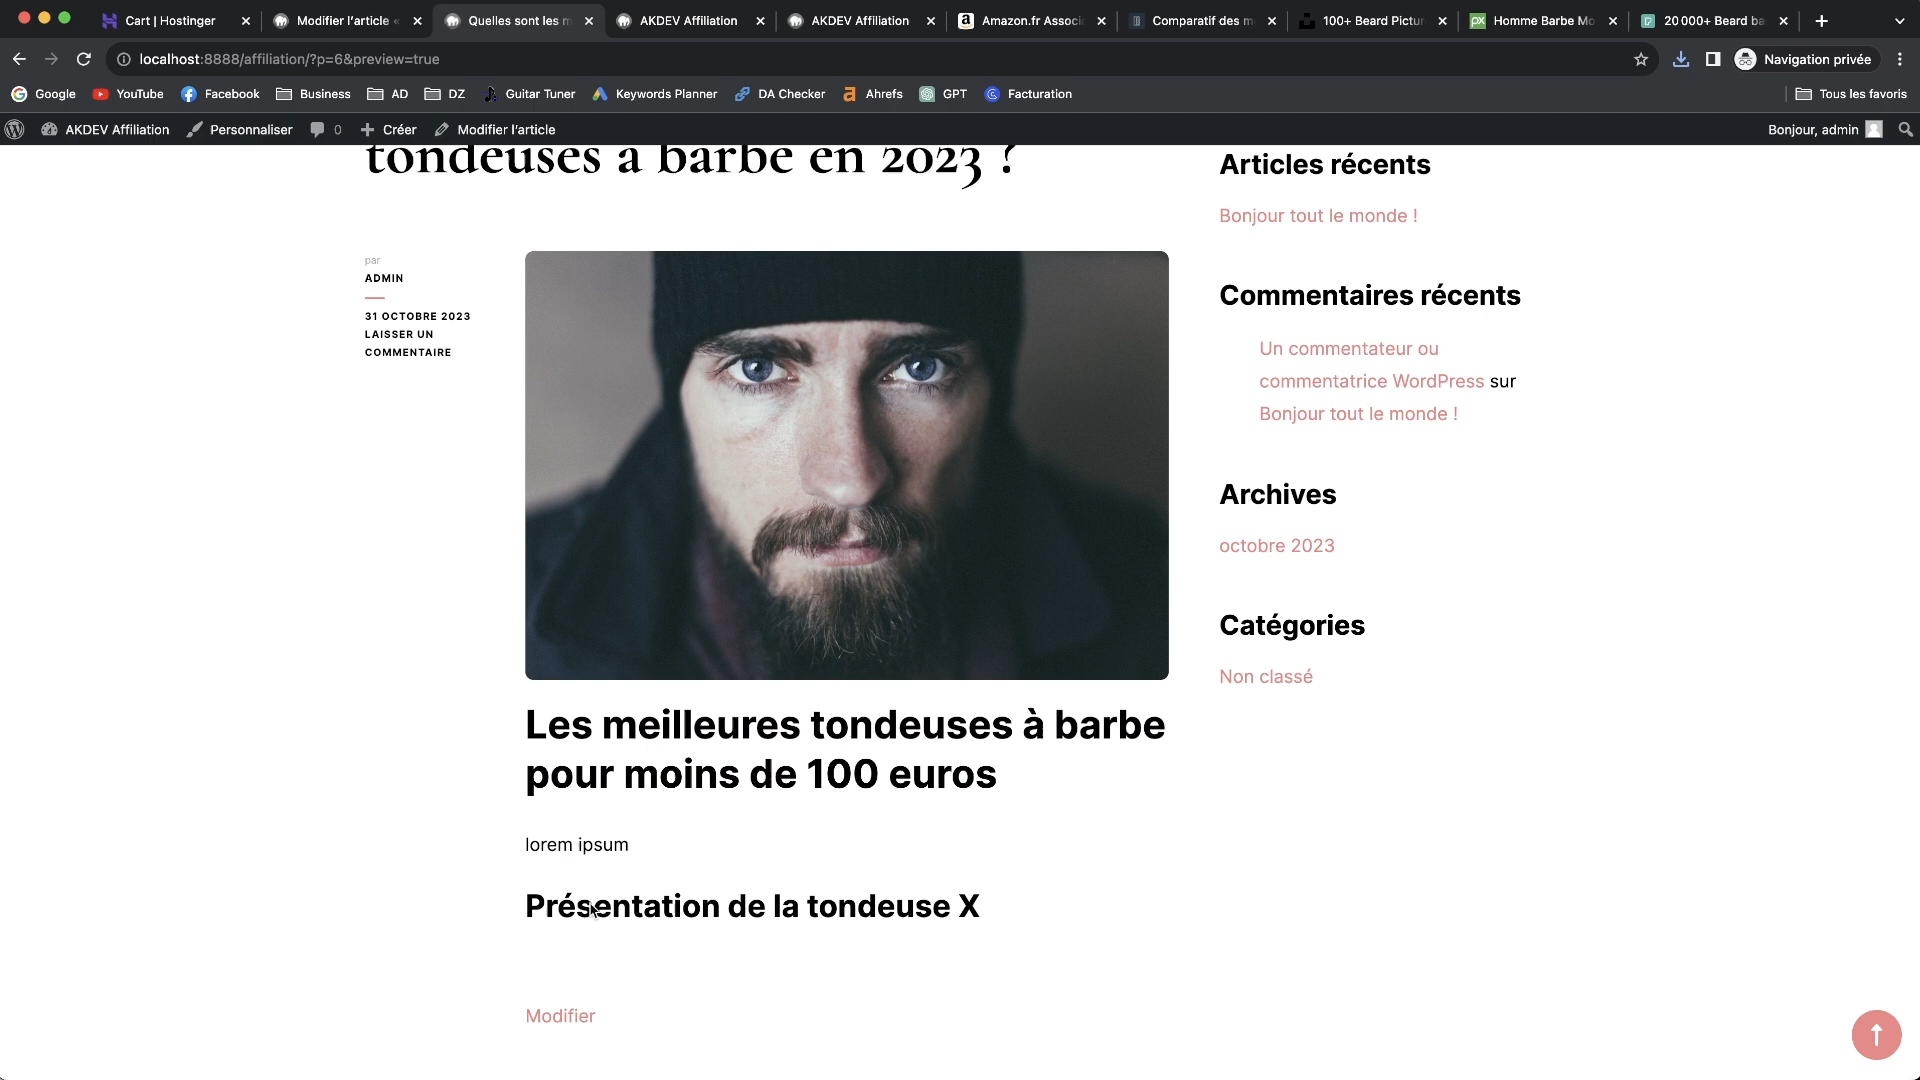 Cart | Hostinger
Modifier l'article «
Quelles sont les m
AKDEV Affiliation
AKDEV Affiliation
Amazon.fr Associ
Comparatif des m
100+ Beard Pictur
Homme Barbe Mo
20 000+ Beard ba
localhost:8888/affiliation/?p=6&preview=true
Navigation privée
Google
YouTube
Facebook
Business
AD
DZ
Guitar Tuner
Keywords Planner
DA Checker
Ahrefs
GPT
Facturation
Tous les favoris
AKDEV Affiliation
Personnaliser
0
Créer
Modifier l'article
Bonjour, admin
tondeuses à barbe en 2023 ?
par
ADMIN
31 OCTOBRE 2023
LAISSER UN
COMMENTAIRE
Les meilleures tondeuses à barbe
pour moins de 100 euros
lorem ipsum
Présentation de la tondeuse X
Modifier
Articles récents
Bonjour tout le monde !
Commentaires récents
Un commentateur ou
commentatrice WordPress sur
Bonjour tout le monde !
Archives
octobre 2023
Catégories
Non classé